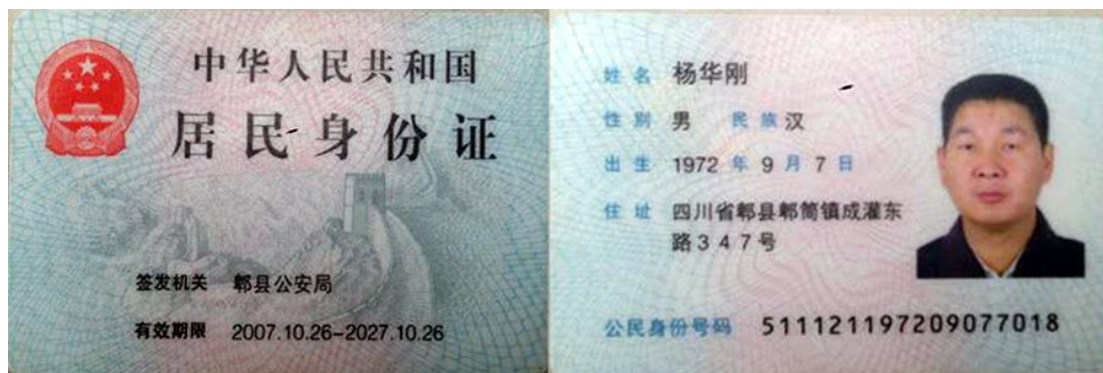 中华人民共和国
居民身份证
签发机关 郫县公安局
有效期限 2007.10.26-2027.10.26
姓名 杨华刚
性别 男 民族 汉
出生 1972 年 9 月 7 日
住址 四川省郫县郫筒镇成灌东
路347号
公民身份号码 511121197209077018